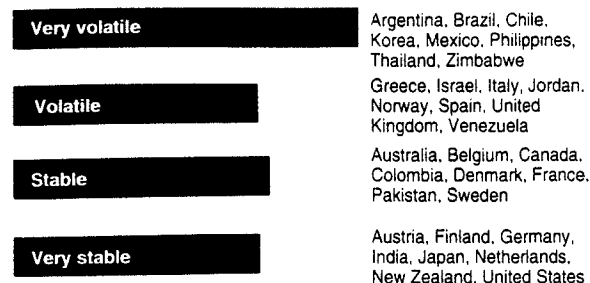 Very volatile
Argentina, Brazil, Chile,
Korea, Mexico, Philippines,
Thailand, Zimbabwe
Volatile
Greece, Israel, Italy, Jordan,
Norway, Spain, United
Kingdom, Venezuela
Stable
Australia, Belgium, Canada,
Colombia, Denmark, France,
Pakistan, Sweden
Very stable
Austria, Finland, Germany,
India, Japan, Netherlands,
New Zealand, United States